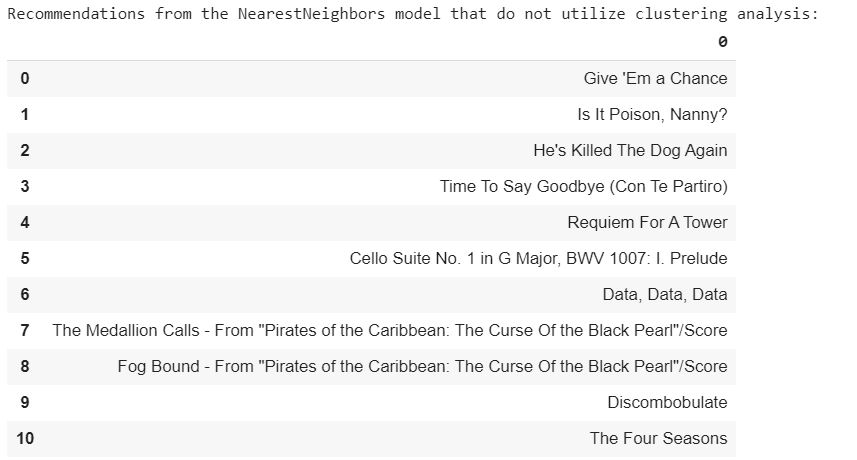 Recommendations from the NearestNeighbors model that do not utilize clustering analysis:
0
0 Give 'Em a Chance
1 Is It Poison, Nanny?
2 He's Killed The Dog Again
3 Time To Say Goodbye (Con Te Partiro)
4 Requiem For A Tower
5 Cello Suite No. 1 in G Major, BWV 1007: I. Prelude
6 Data, Data, Data
7 The Medallion Calls - From "Pirates of the Caribbean: The Curse Of the Black Pearl"/Score
8 Fog Bound - From "Pirates of the Caribbean: The Curse Of the Black Pearl"/Score
9 Discombobulate
10 The Four Seasons